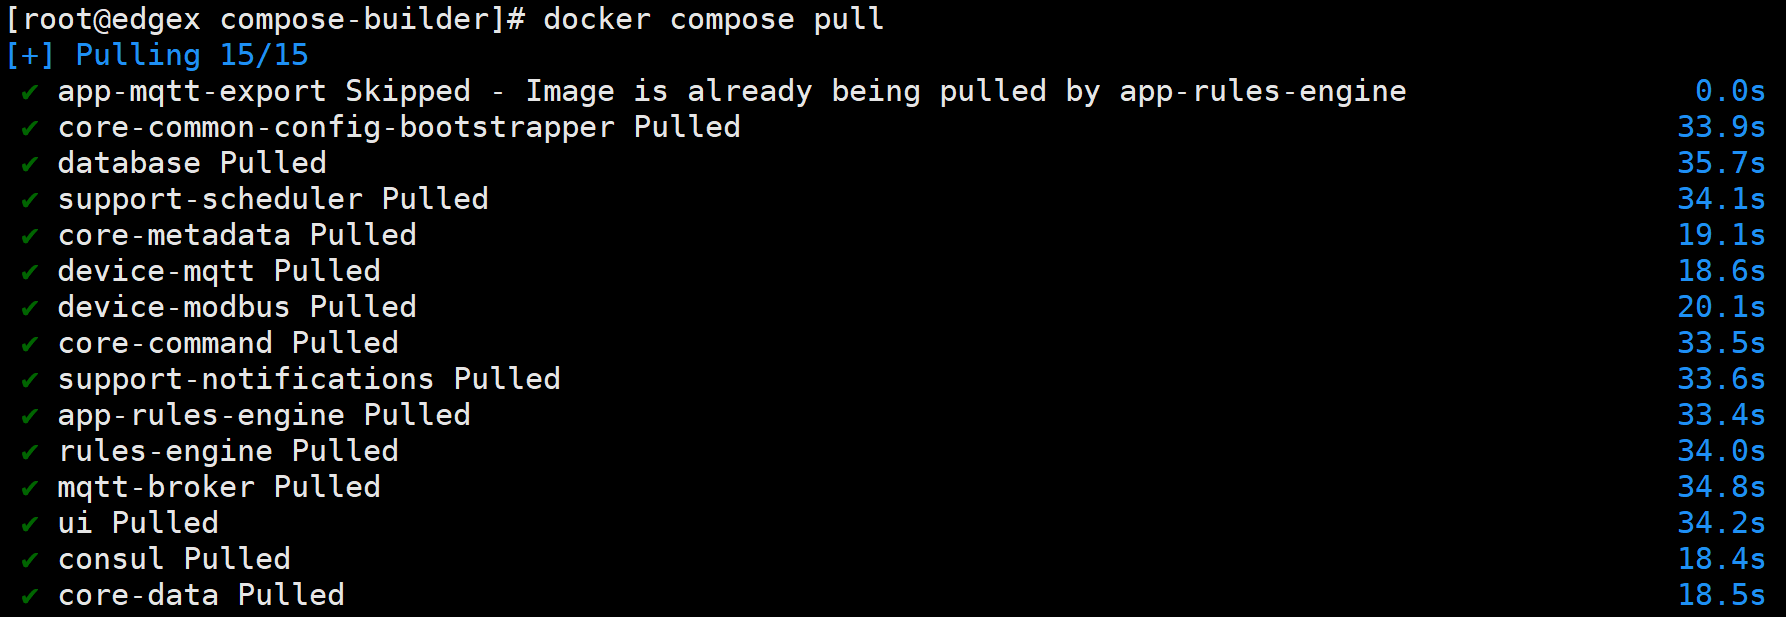 [root@edgex compose-builder]# docker compose pull
[+] Pulling 15/15
✔ app-mqtt-export Skipped - Image is already being pulled by app-rules-engine 0.0s
✔ core-common-config-bootstrapper Pulled 33.9s
✔ database Pulled 35.7s
✔ support-scheduler Pulled 34.1s
✔ core-metadata Pulled 19.1s
✔ device-mqtt Pulled 18.6s
✔ device-modbus Pulled 20.1s
✔ core-command Pulled 33.5s
✔ support-notifications Pulled 33.6s
✔ app-rules-engine Pulled 33.4s
✔ rules-engine Pulled 34.0s
✔ mqtt-broker Pulled 34.8s
✔ ui Pulled 34.2s
✔ consul Pulled 18.4s
✔ core-data Pulled 18.5s